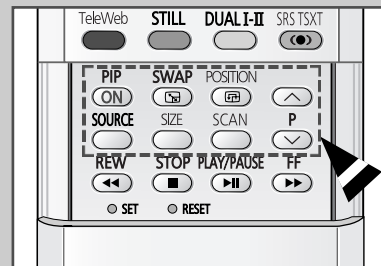 TeleWeb STILL DUAL I-II SRS TSXT
PIP SWAP POSITION
ON
SOURCE SIZE SCAN P
REW STOP PLAY/PAUSE FF
SET RESET